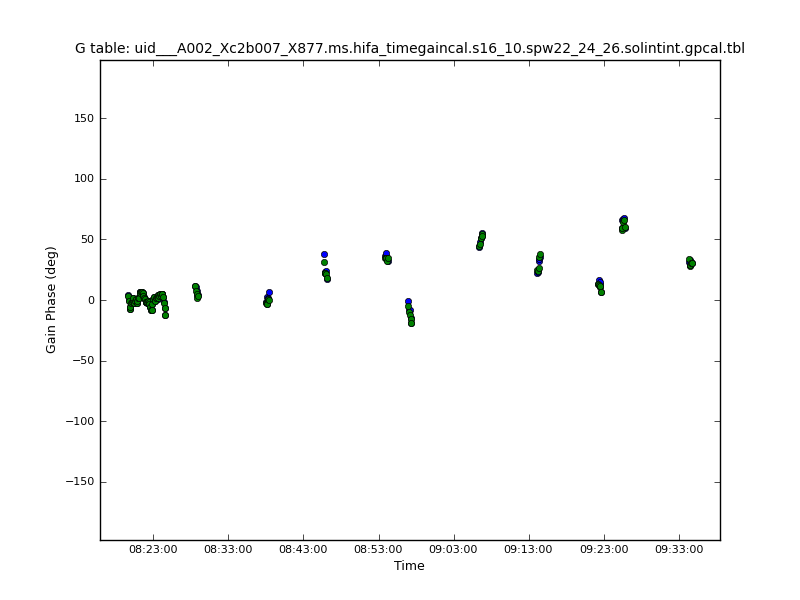 G table: uid___A002_Xc2b007_X877.ms.hifa_timegaincal.s16_10.spw22_24_26.solintint.gpcal.tbl
Gain Phase (deg)
150
100
50
0
−50
−100
−150
08:23:00 08:33:00 08:43:00 08:53:00 09:03:00 09:13:00 09:23:00 09:33:00
Time